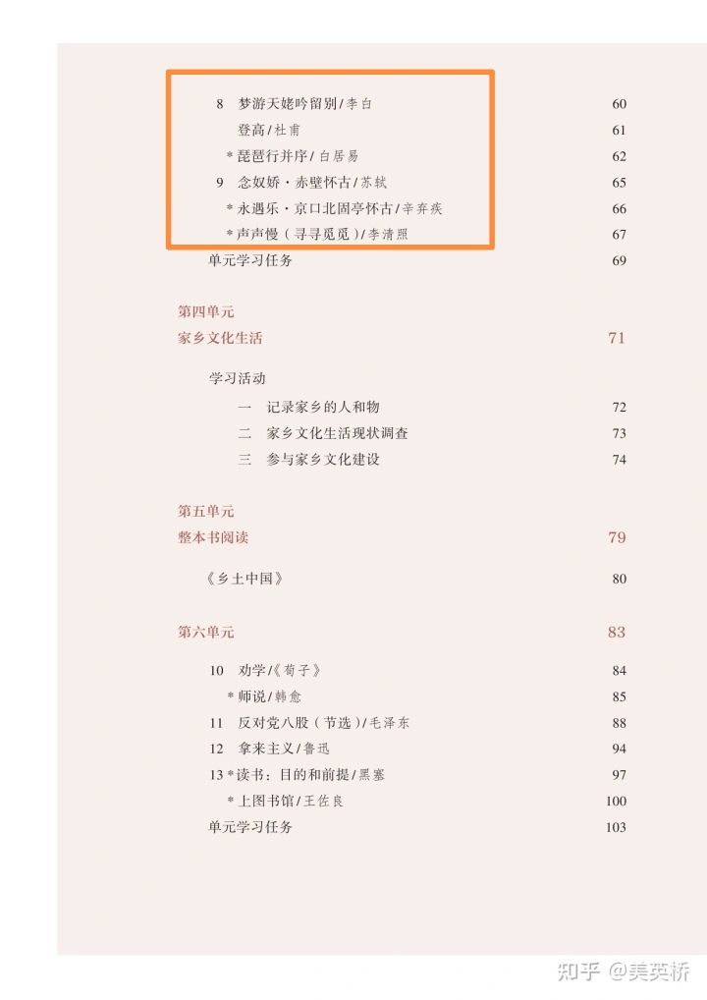 8 梦游天姥吟留别/李白 60
登高/杜甫 61
*琵琶行并序/白居易 62
9 念奴娇·赤壁怀古/苏轼 65
*永遇乐·京口北固亭怀古/辛弃疾 66
*声声慢（寻寻觅觅）/李清照 67
单元学习任务 69
第四单元
家乡文化生活 71
学习活动
一 记录家乡的人和物 72
二 家乡文化生活现状调查 73
三 参与家乡文化建设 74
第五单元
整本书阅读 79
《乡土中国》 80
第六单元 83
10 劝学/《荀子》 84
*师说/韩愈 85
11 反对党八股（节选）/毛泽东 88
12 拿来主义/鲁迅 94
13 *读书：目的和前提/黑塞 97
*上图书馆/王佐良 100
单元学习任务 103
知乎 @美英桥